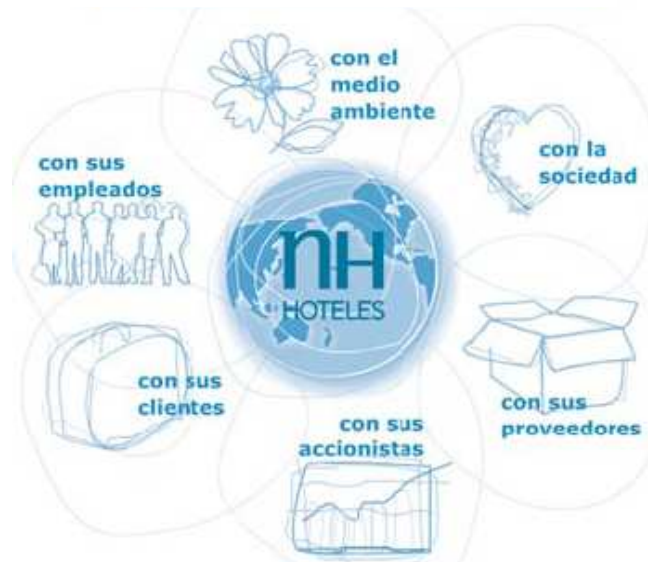 con el
medio
ambiente
con la
sociedad
con sus
empleados
nH
HOTELES
con sus
clientes
con sus
proveedores
con sus
accionistas